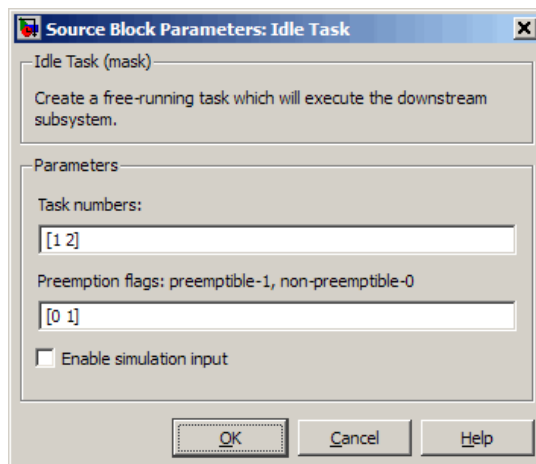 Source Block Parameters: Idle Task
Idle Task (mask)
Create a free-running task which will execute the downstream
subsystem.
Parameters
Task numbers:
[1 2]
Preemption flags: preemptible-1, non-preemptible-0
[0 1]
Enable simulation input
OK Cancel Help